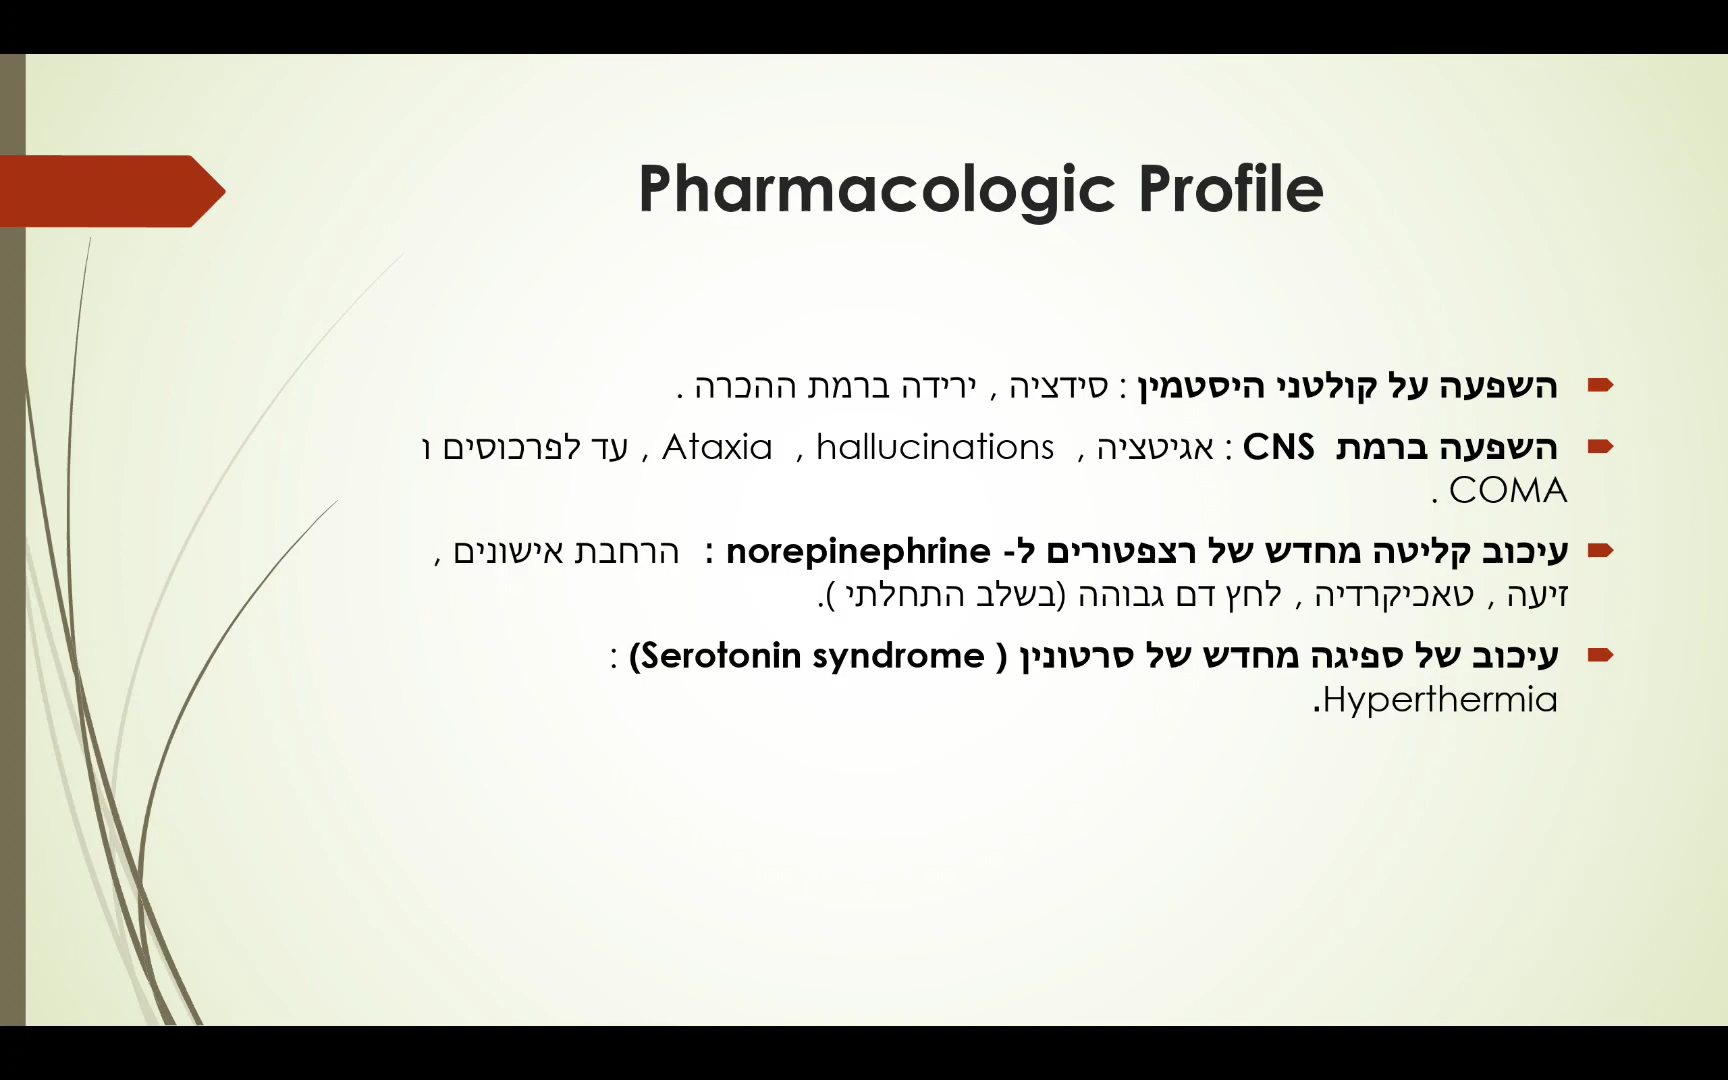 Pharmacologic Profile
השפעה על קולטני היסטמין : סידציה , ירידה ברמת ההכרה .
השפעה ברמת CNS : אגיטציה , hallucinations , Ataxia , עד לפרכוסים ו
COMA .
עיכוב קליטה מחדש של רצפטורים ל- norepinephrine : הרחבת אישונים ,
זיעה , טאכיקרדיה , לחץ דם גבוהה (בשלב התחלתי ).
עיכוב של ספיגה מחדש של סרטונין ( Serotonin syndrome) :
Hyperthermia.